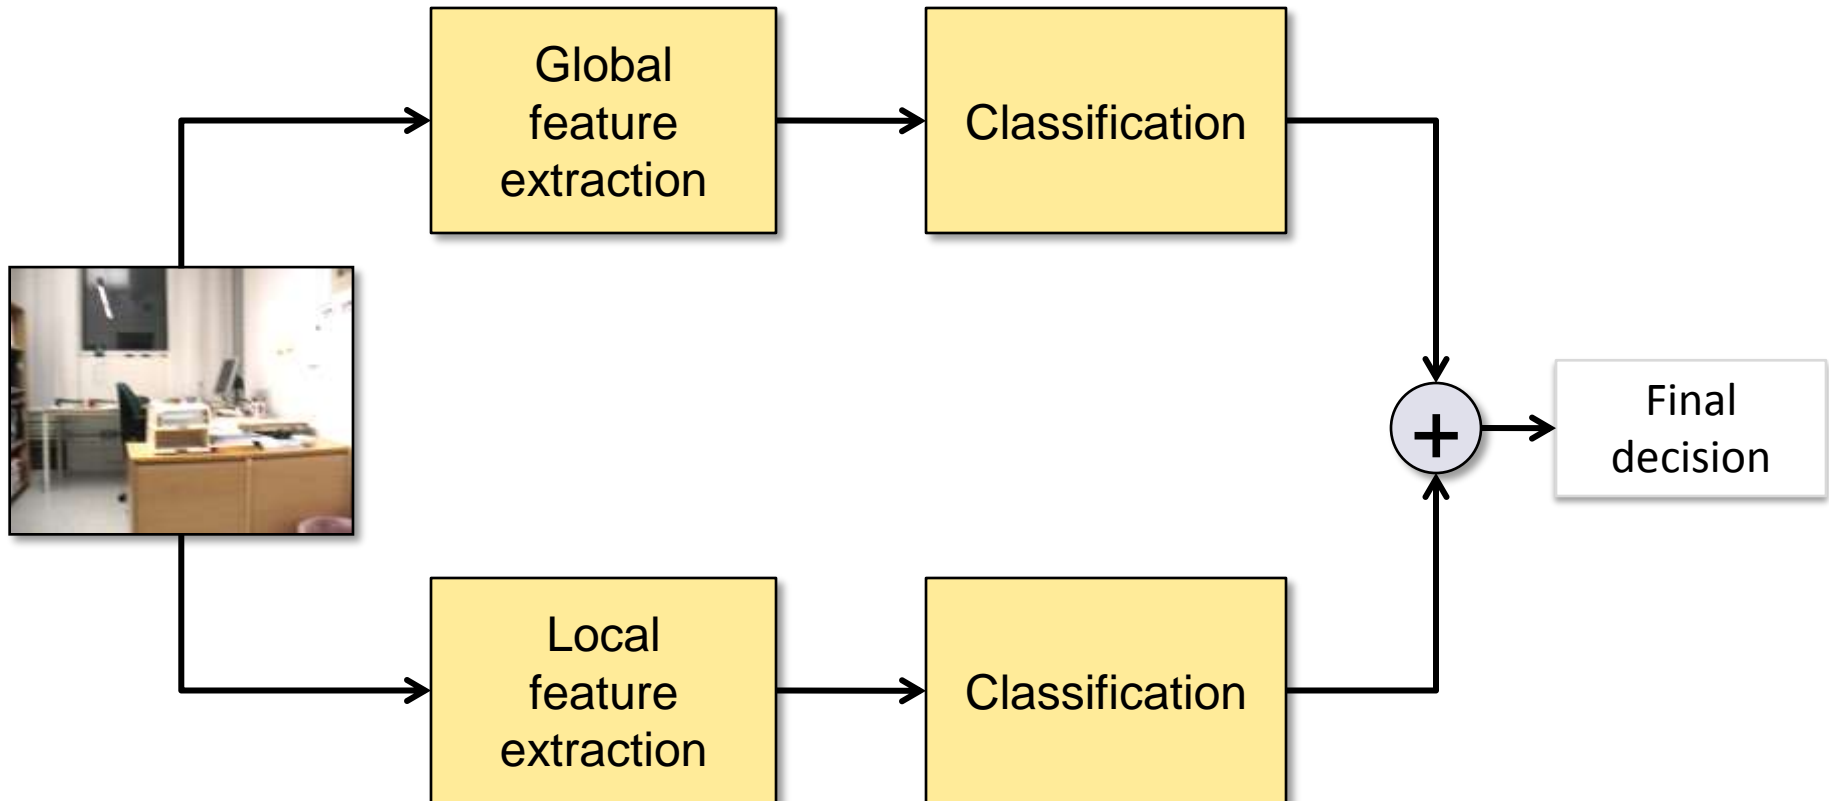 Global
feature
extraction
Classification
+
Final
decision
Local
feature
extraction
Classification